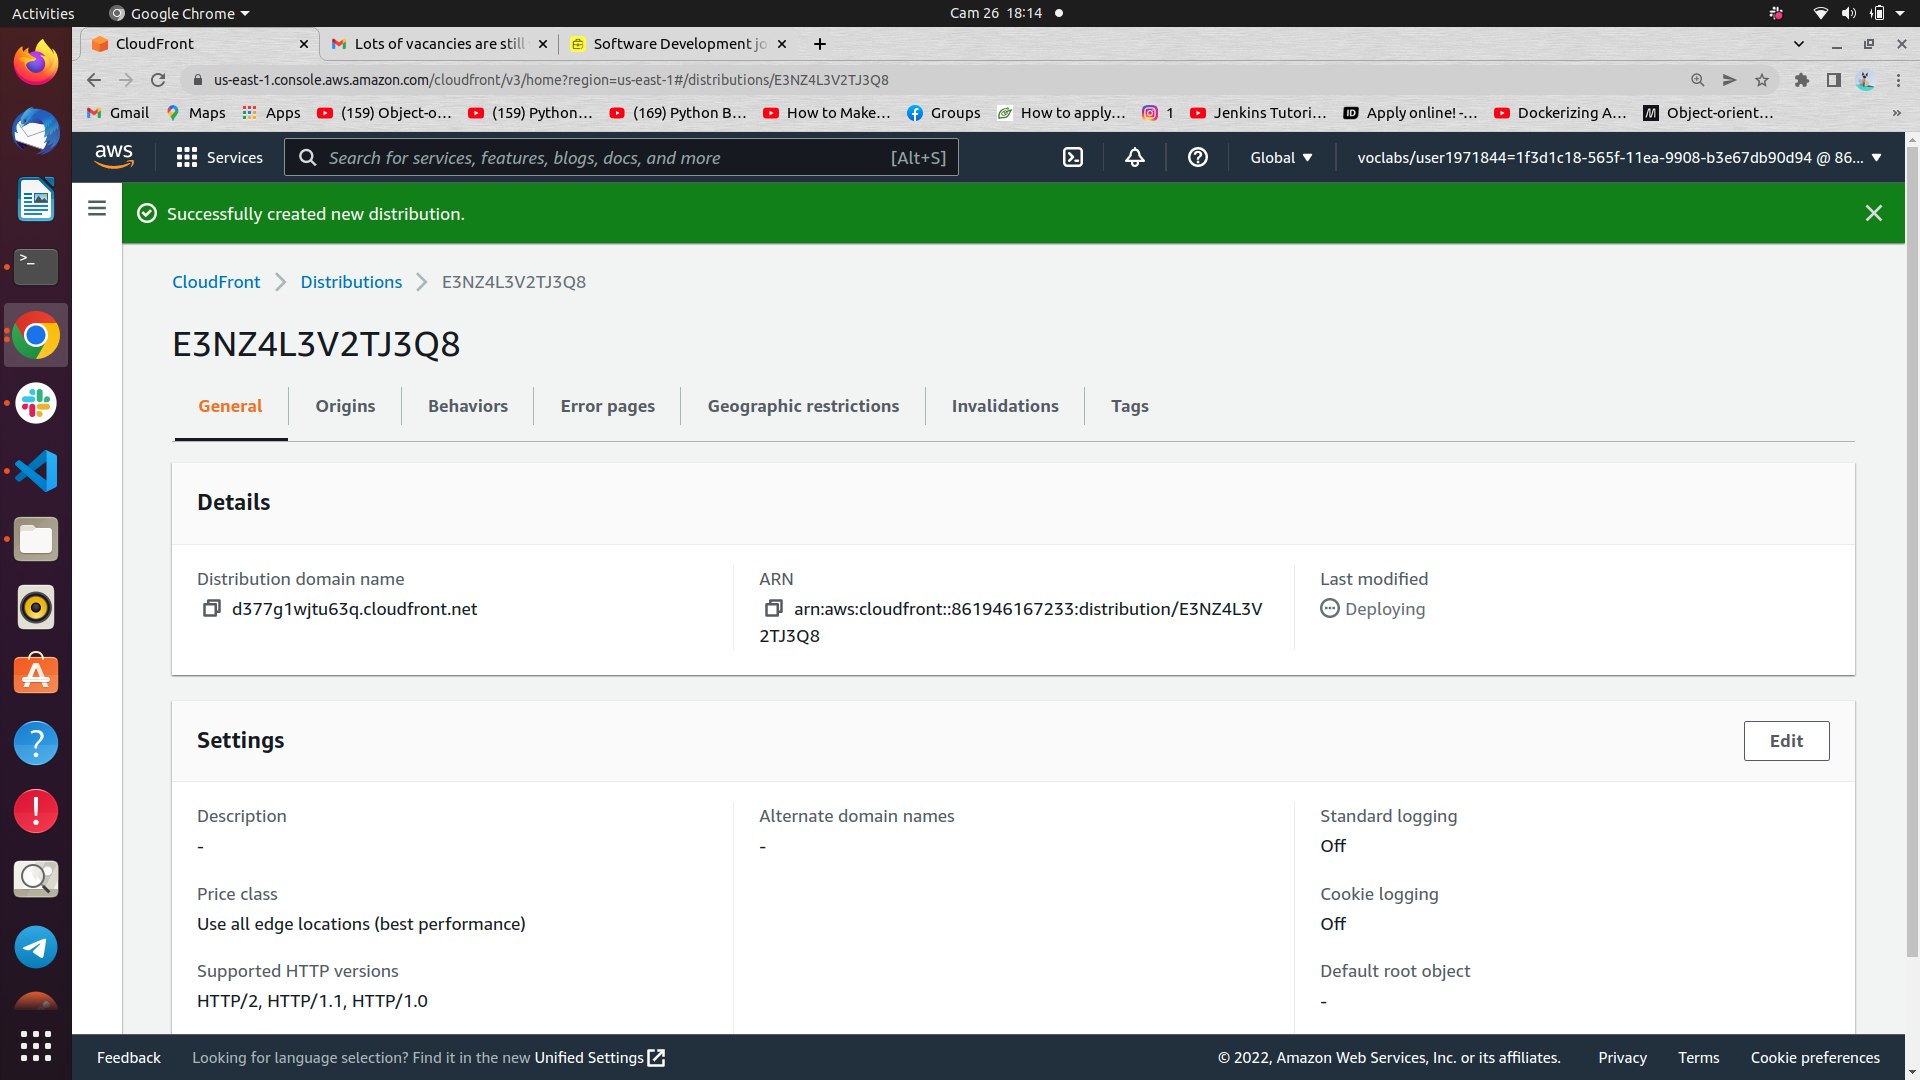 Activities
Google Chrome
Cam 26 18:14
CloudFront
Lots of vacancies are still
Software Development jo
us-east-1.console.aws.amazon.com/cloudfront/v3/home?region=us-east-1#/distributions/E3NZ4L3V2TJ3Q8
Gmail
Maps
Apps
(159) Object-o...
(159) Python...
(169) Python B...
How to Make...
Groups
How to apply...
1
Jenkins Tutori...
Apply online! -...
Dockerizing A...
Object-orient...
aws
Services
Search for services, features, blogs, docs, and more
[Alt+S]
Global
voclabs/user1971844=1f3d1c18-565f-11ea-9908-b3e67db90d94 @ 86...
Successfully created new distribution.
CloudFront
Distributions
E3NZ4L3V2TJ3Q8
E3NZ4L3V2TJ3Q8
General
Origins
Behaviors
Error pages
Geographic restrictions
Invalidations
Tags
Details
Distribution domain name
d377g1wjtu63q.cloudfront.net
ARN
arn:aws:cloudfront::861946167233:distribution/E3NZ4L3V
2TJ3Q8
Last modified
Deploying
Settings
Edit
Description
-
Alternate domain names
-
Standard logging
Off
Price class
Use all edge locations (best performance)
Cookie logging
Off
Supported HTTP versions
HTTP/2, HTTP/1.1, HTTP/1.0
Default root object
-
Feedback
Looking for language selection? Find it in the new Unified Settings
© 2022, Amazon Web Services, Inc. or its affiliates.
Privacy
Terms
Cookie preferences